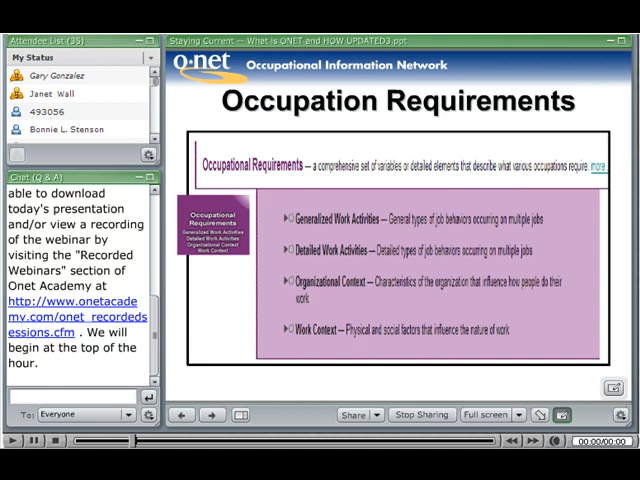 Attendee List (35)
My Status
Gary Gonzalez
Janet Wall
493056
Bonnie L. Stenson
Chat (Q & A)
able to download
today's presentation
and/or view a recording
of the webinar by
visiting the "Recorded
Webinars" section of
Onet Academy at
http://www.onetacade
my.com/onet_recordeds
essions.cfm . We will
begin at the top of the
hour.
To: Everyone
Staying Current -- What is ONET and HOW UPDATED3.ppt
o·net Occupational Information Network
Occupation Requirements
Occupational Requirements — a comprehensive set of variables or detailed elements that describe what various occupations require. more.
Occupational
Requirements
Generalized Work Activities
Detailed Work Activities
Organizational Context
Work Context
Generalized Work Activities — General types of job behaviors occurring on multiple jobs
Detailed Work Activities — Detailed types of job behaviors occurring on multiple jobs
Organizational Context — Characteristics of the organization that influence how people do their
work
Work Context — Physical and social factors that influence the nature of work
Share
Stop Sharing
Full screen
00:00/00:00